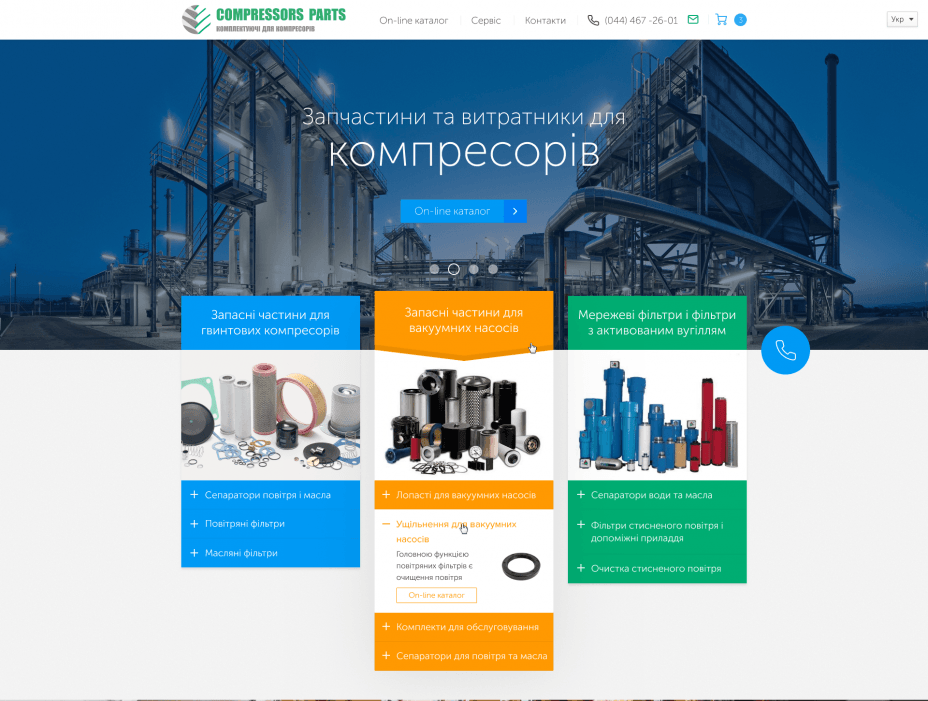 COMPRESSORS PARTS
КОМПЛЕКТУЮЧІ ДЛЯ КОМПРЕСОРІВ
On-line каталог
Сервіс
Контакти
(044) 467 -26-01
3
Укр
Запчастини та витратники для
компресорів
On-line каталог
Запасні частини для
гвинтових компресорів
Сепаратори повітря і масла
Повітряні фільтри
Масляні фільтри
Запасні частини для
вакуумних насосів
Лопасті для вакуумних насосів
Ущільнення для вакуумних
насосів
Головною функцією
повітряних фільтрів є
очищення повітря
On-line каталог
Комплекти для обслуговування
Сепаратори для повітря та масла
Мережеві фільтри і фільтри
з активованим вугіллям
Сепаратори води та масла
Фільтри стисненого повітря і
допоміжні приладдя
Очистка стисненого повітря